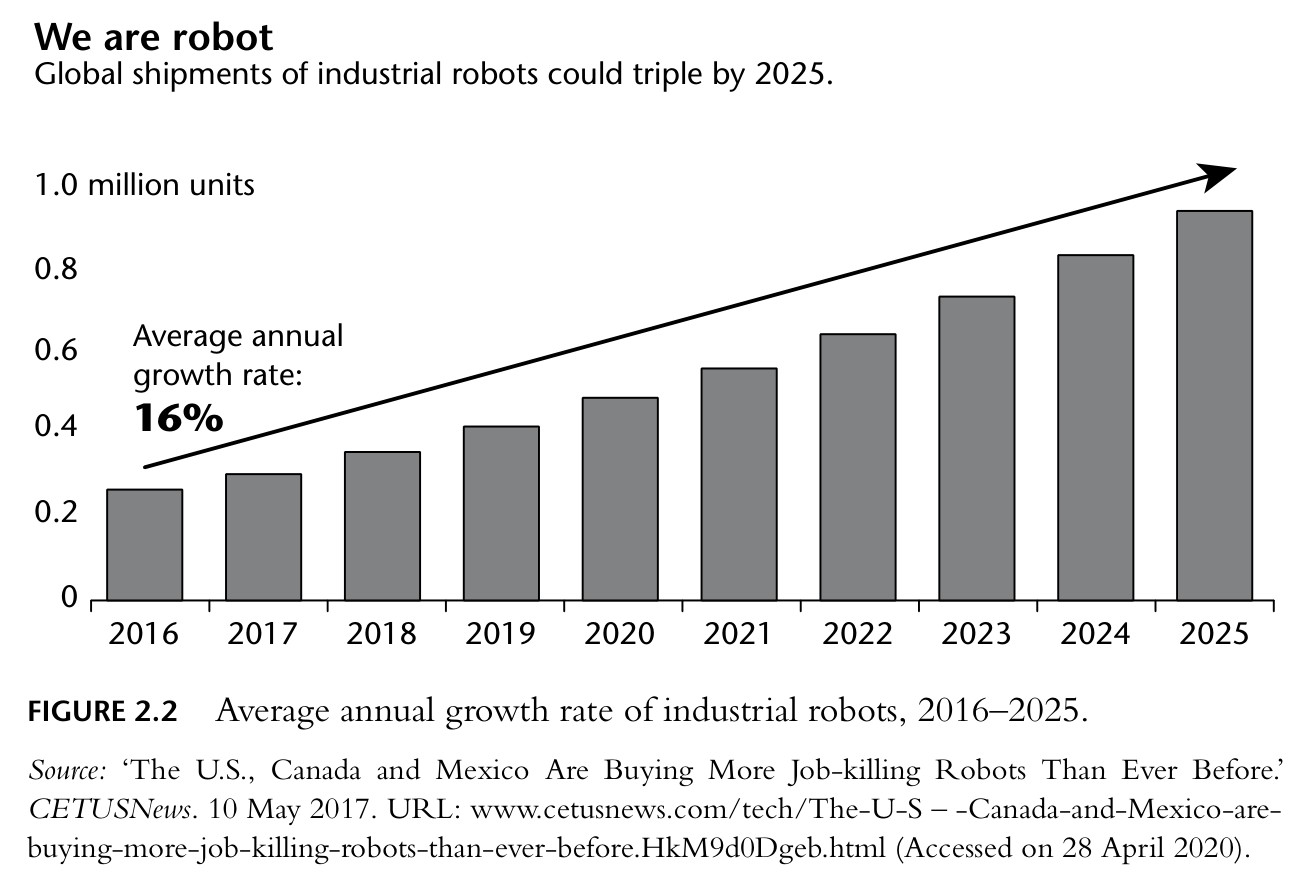 We are robot
Global shipments of industrial robots could triple by 2025.
1.0 million units
0.8
0.6
0.4
0.2
0
Average annual
growth rate:
16%
2016 2017 2018 2019 2020 2021 2022 2023 2024 2025
FIGURE 2.2 Average annual growth rate of industrial robots, 2016–2025.
Source: ‘The U.S., Canada and Mexico Are Buying More Job-killing Robots Than Ever Before.’
CETUSNews. 10 May 2017. URL: www.cetusnews.com/tech/The-U-S – -Canada-and-Mexico-are-
buying-more-job-killing-robots-than-ever-before.HkM9d0Dgeb.html (Accessed on 28 April 2020).